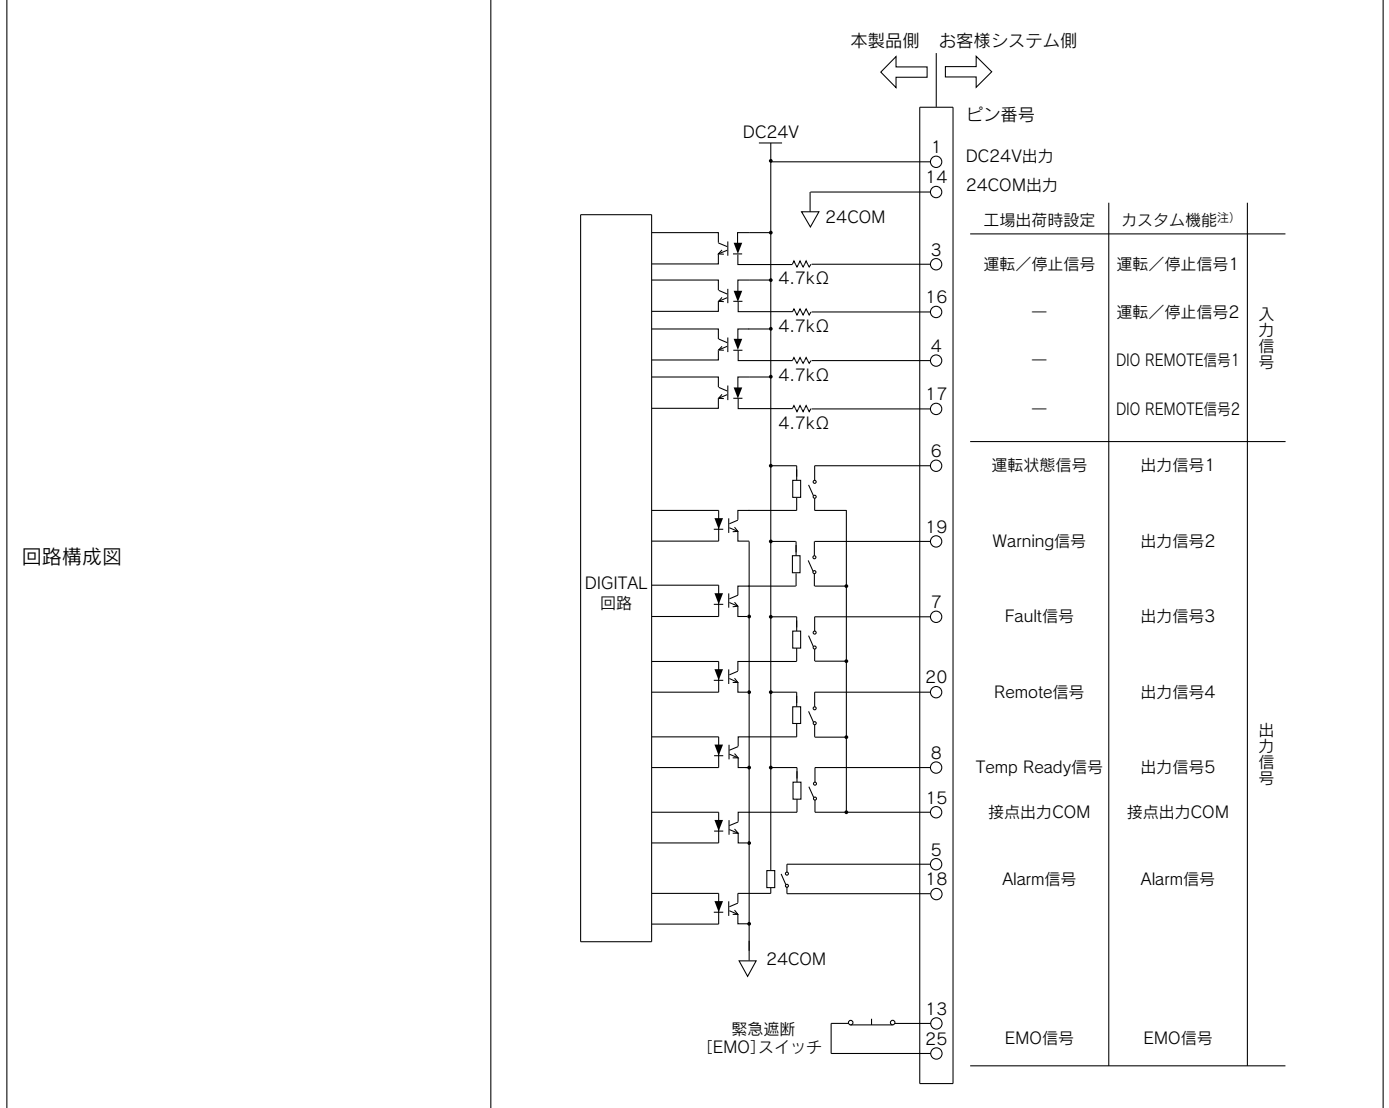 回路構成図
本製品側 お客様システム側
ピン番号
DC24V
1 DC24V出力
14 24COM出力
24COM
工場出荷時設定 カスタム機能注)
3 運転／停止信号 運転／停止信号1
4.7kΩ
16 — 運転／停止信号2
4.7kΩ
4 — DIO REMOTE信号1
4.7kΩ
17 — DIO REMOTE信号2
4.7kΩ
入力信号
6 運転状態信号 出力信号1
19 Warning信号 出力信号2
DIGITAL
回路
7 Fault信号 出力信号3
20 Remote信号 出力信号4
8 Temp Ready信号 出力信号5
15 接点出力COM 接点出力COM
5
18 Alarm信号 Alarm信号
出力信号
24COM
13
緊急遮断
[EMO]スイッチ
25 EMO信号 EMO信号